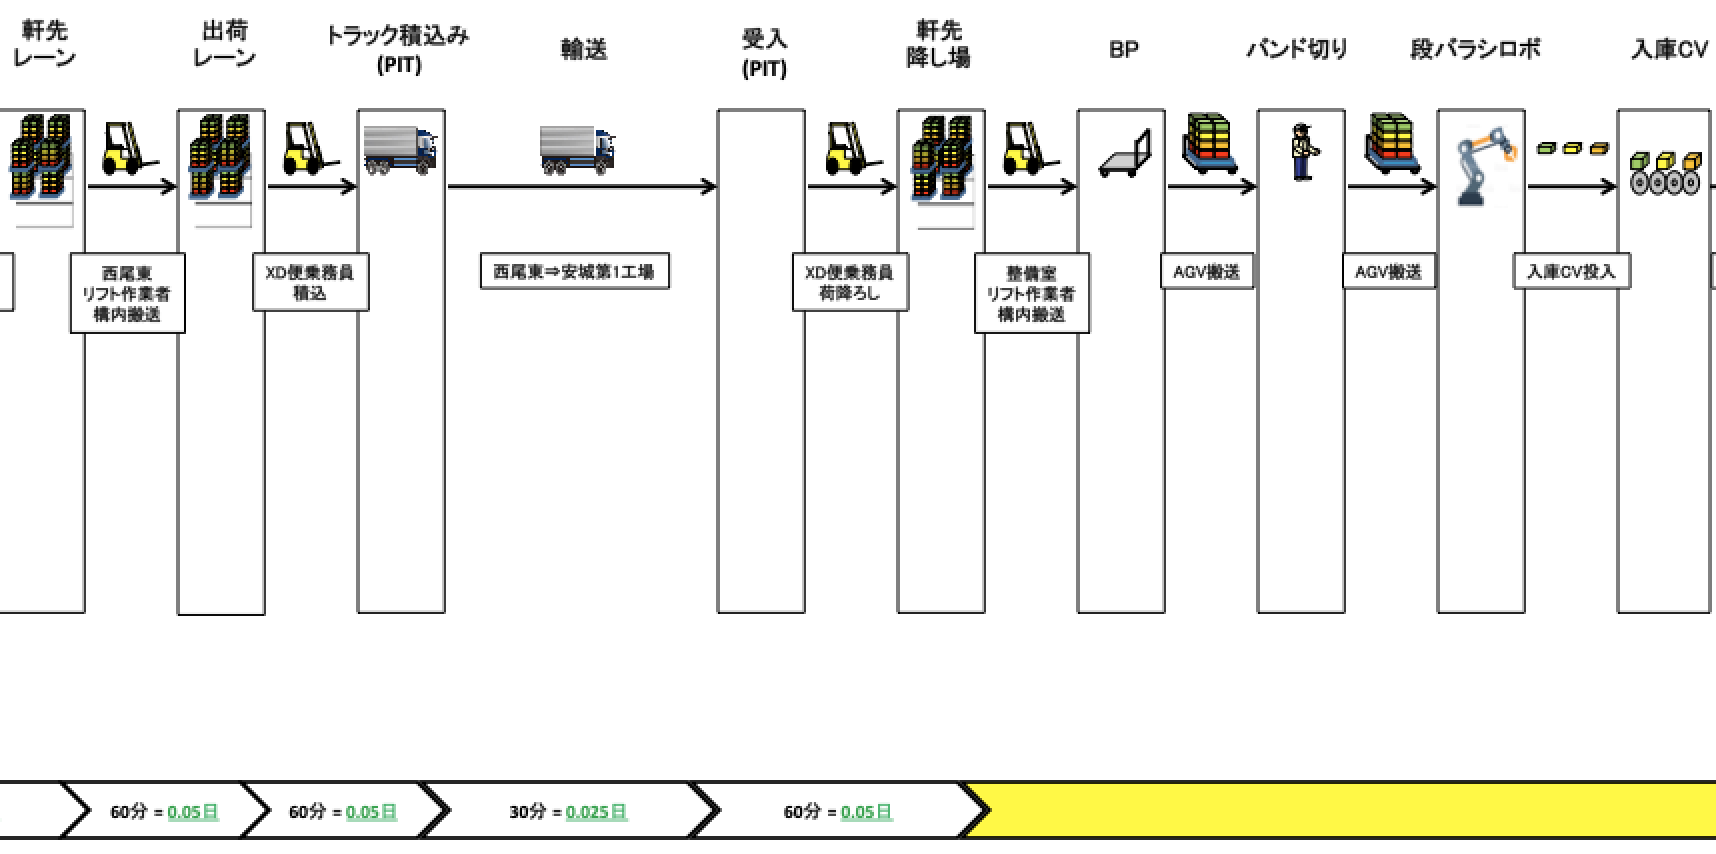 軒先
レーン
出荷
レーン
トラック積込み
(PIT)
輸送
受入
(PIT)
軒先
降し場
BP
バンド切り
段バラシロボ
入庫CV
西尾東
リフト作業者
構内搬送
XD便乗務員
積込
西尾東⇒安城第1工場
XD便乗務員
荷降ろし
整備室
リフト作業者
構内搬送
AGV搬送
AGV搬送
入庫CV投入
60分 = 0.05日
60分 = 0.05日
30分 = 0.025日
60分 = 0.05日